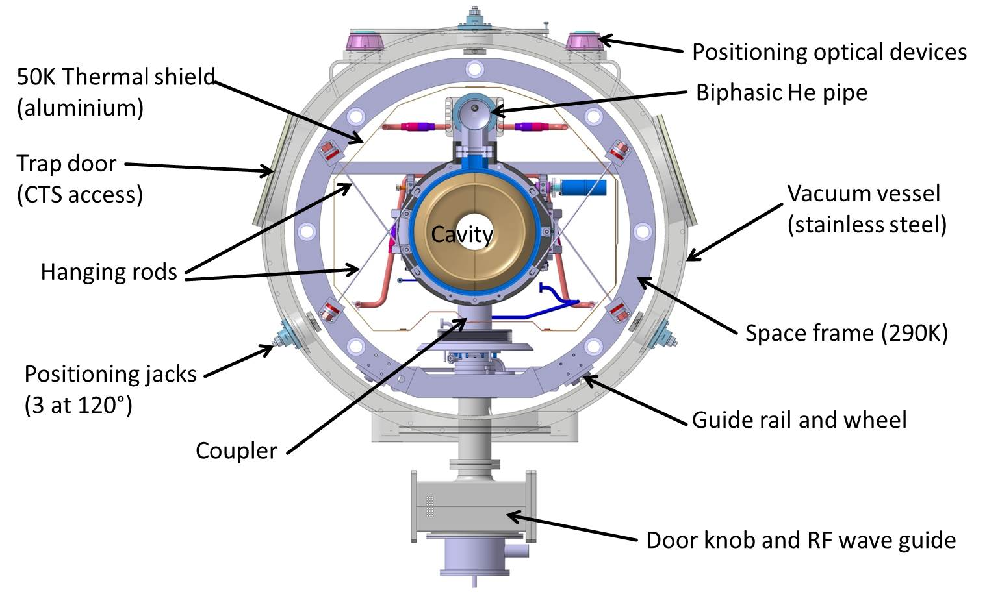 Positioning optical devices
50K Thermal shield
(aluminium)
Biphasic He pipe
Trap door
(CTS access)
Vacuum vessel
(stainless steel)
Cavity
Hanging rods
Space frame (290K)
Positioning jacks
(3 at 120°)
Guide rail and wheel
Coupler
Door knob and RF wave guide